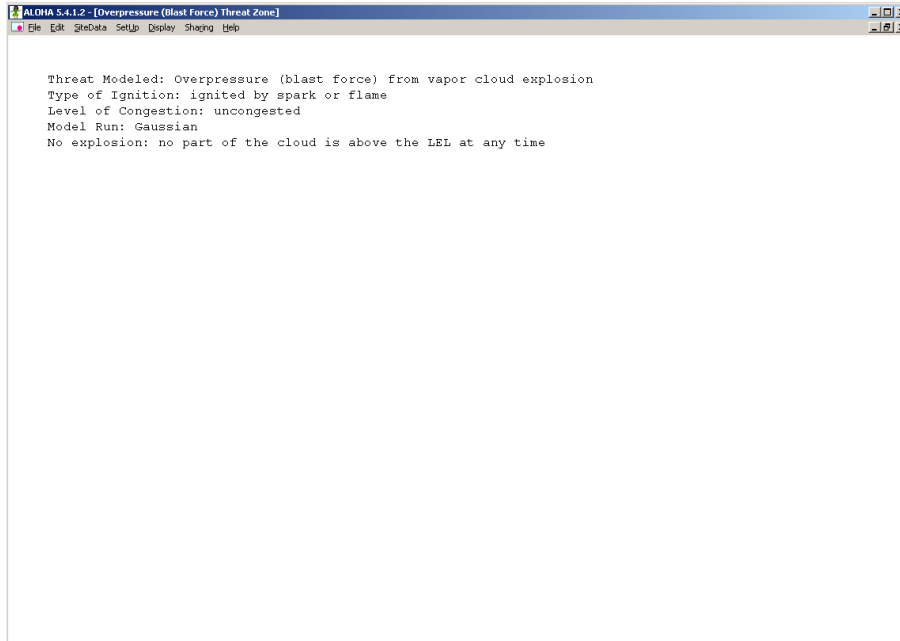 ALOHA 5.4.1.2 - [Overpressure (Blast Force) Threat Zone]
File Edit SiteData SetUp Display Sharing Help
Threat Modeled: Overpressure (blast force) from vapor cloud explosion
Type of Ignition: ignited by spark or flame
Level of Congestion: uncongested
Model Run: Gaussian
No explosion: no part of the cloud is above the LEL at any time